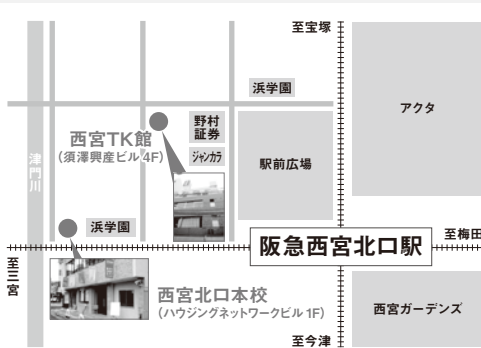 至宝塚
浜学園
アクタ
野村
証券
西宮TK館
(須澤興産ビル4F)
ジャンカラ
駅前広場
津門川
浜学園
至梅田
阪急西宮北口駅
至三宮
西宮北口本校
(ハウジングネットワークビル1F)
西宮ガーデンズ
至今津